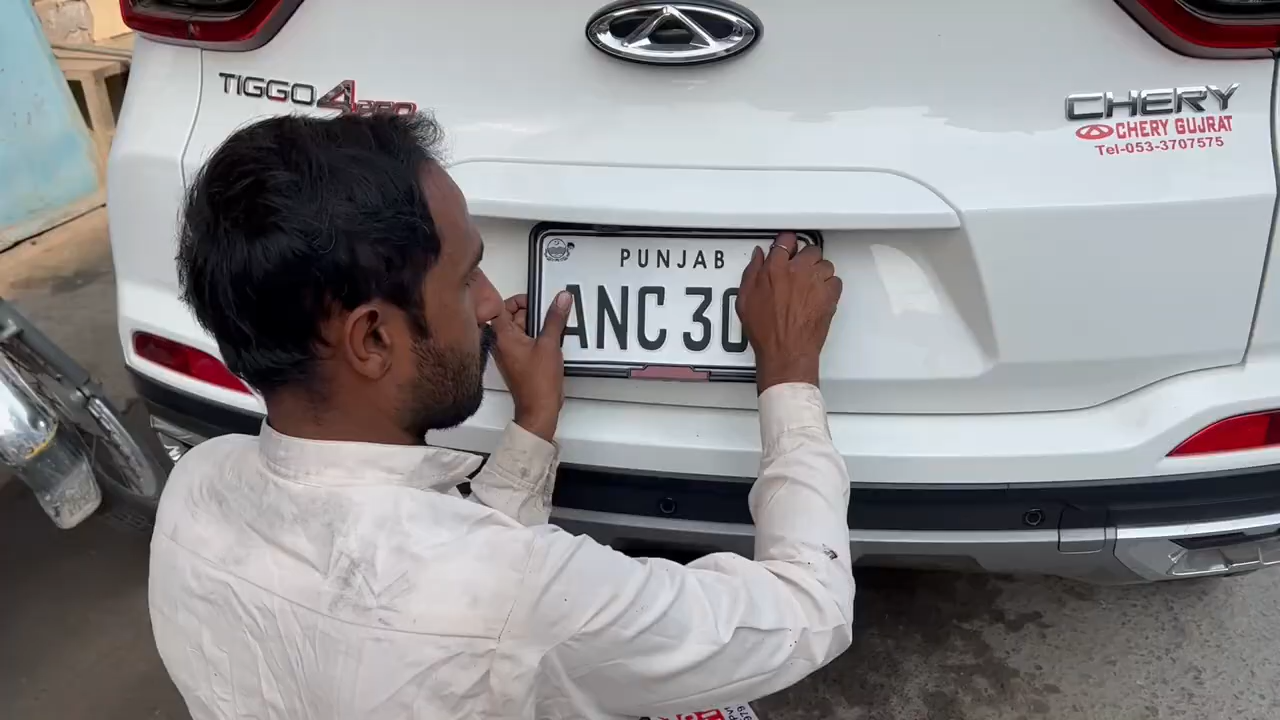 TIGGO 4 PRO
CHERY
CHERY GUJRAT
Tel-053-3707575
PUNJAB
ANC 30